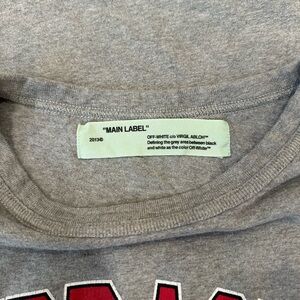 "MAIN LABEL"
2013©
OFF-WHITE c/o VIRGIL ABLOH™
Defining the grey area between black
and white as the color Off-White™